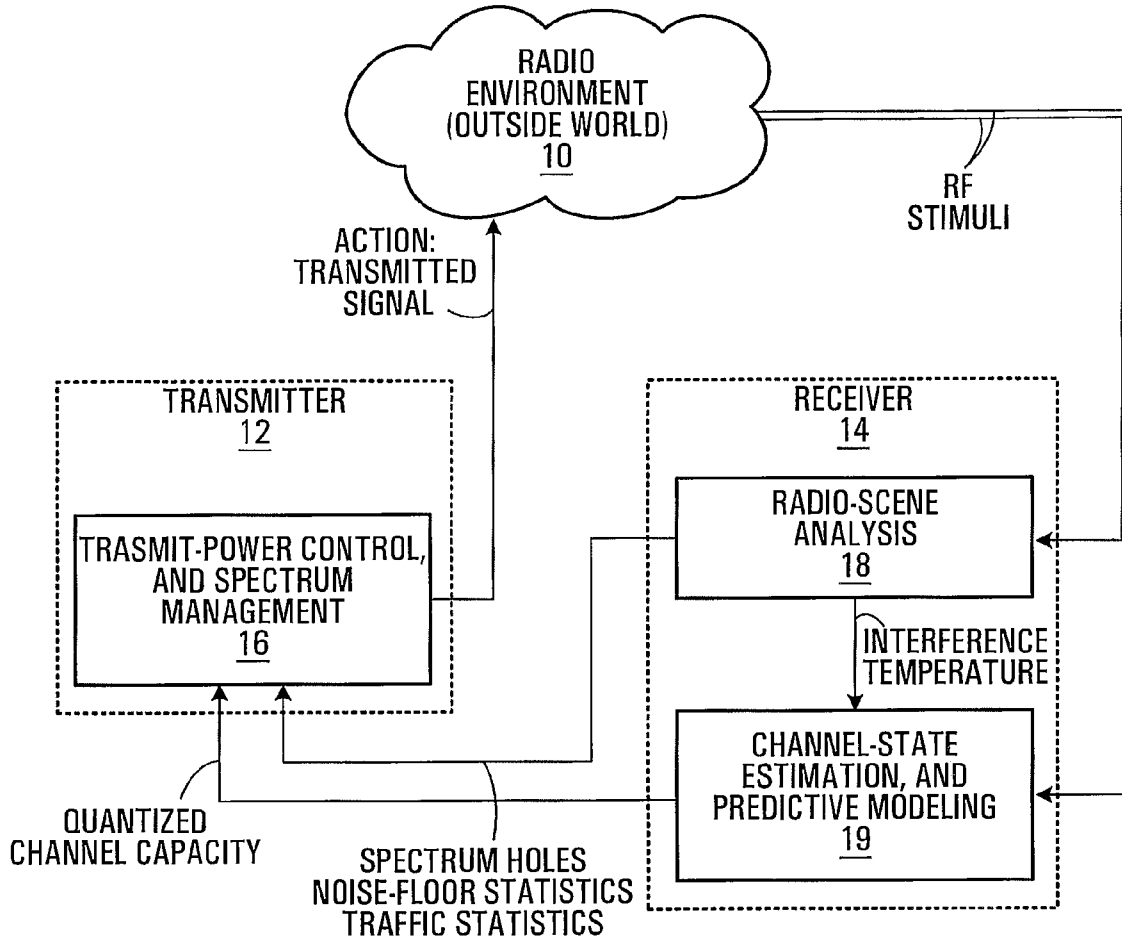 RADIO
ENVIRONMENT
(OUTSIDE WORLD)
10
RF
STIMULI
ACTION:
TRANSMITTED
SIGNAL
TRANSMITTER
12
TRASMIT-POWER CONTROL,
AND SPECTRUM
MANAGEMENT
16
RECEIVER
14
RADIO-SCENE
ANALYSIS
18
INTERFERENCE
TEMPERATURE
CHANNEL-STATE
ESTIMATION, AND
PREDICTIVE MODELING
19
QUANTIZED
CHANNEL CAPACITY
SPECTRUM HOLES
NOISE-FLOOR STATISTICS
TRAFFIC STATISTICS